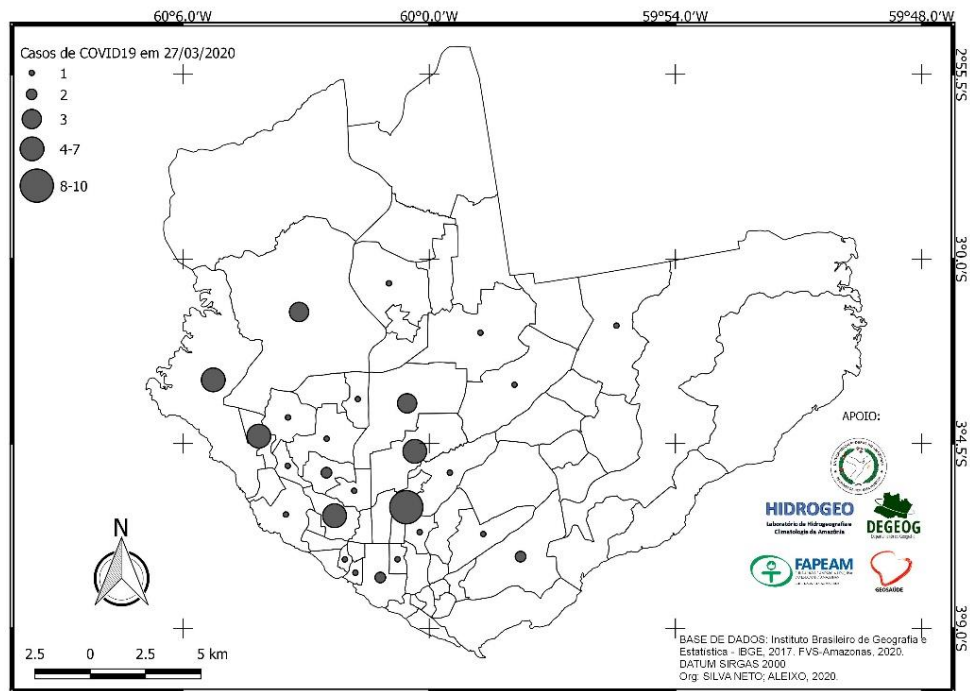 60°6.0'W 60°0.0'W 59°54.0'W 59°48.0'W
Casos de COVID19 em 27/03/2020
1
2
3
4-7
8-10
2°55.5'S
3°0.0'S
3°4.5'S
3°9.0'S
APOIO:
HIDROGEO
Laboratório de Hidrogeografia e
Climatologia da Amazônia
DEGEOG
FAPEAM
GEOSAÚDE
N
2.5 0 2.5 5 km
BASE DE DADOS: Instituto Brasileiro de Geografia e
Estatística - IBGE, 2017. FVS-Amazonas, 2020.
DATUM SIRGAS 2000
Org: SILVA NETO; ALEIXO, 2020.